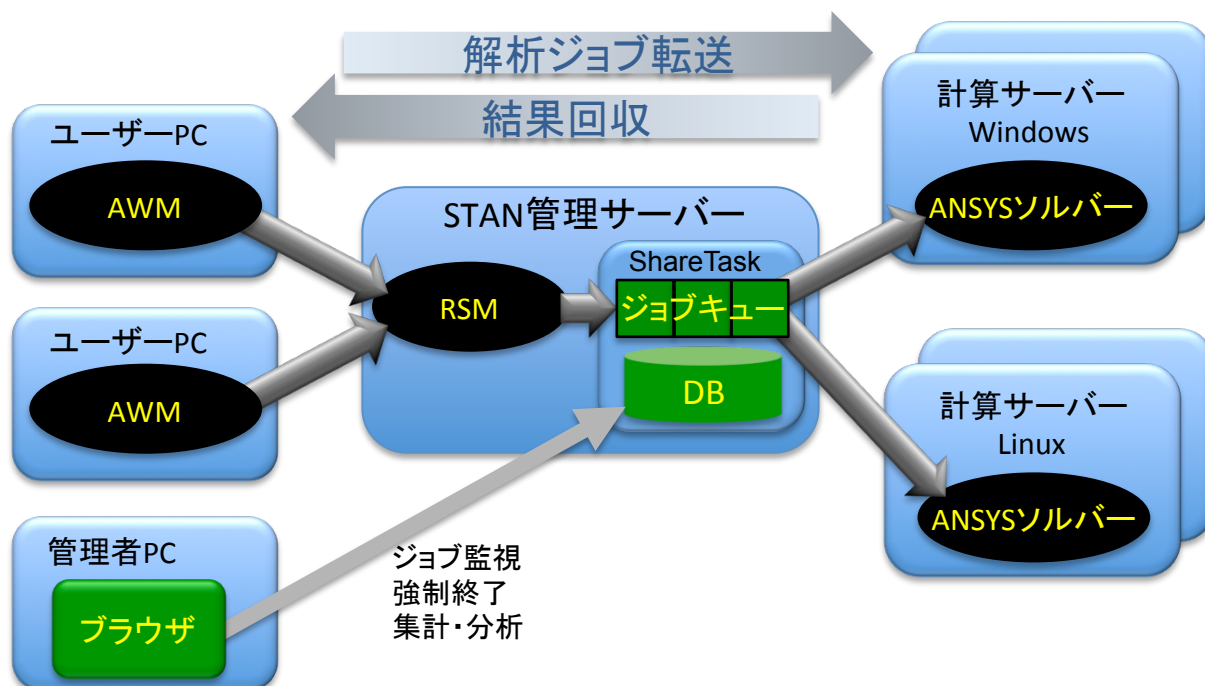 解析ジョブ転送
結果回収
ユーザーPC
AWM
ユーザーPC
AWM
管理者PC
ブラウザ
STAN管理サーバー
RSM
ShareTask
ジョブキュー
DB
ジョブ監視
強制終了
集計・分析
計算サーバー
Windows
ANSYSソルバー
計算サーバー
Linux
ANSYSソルバー